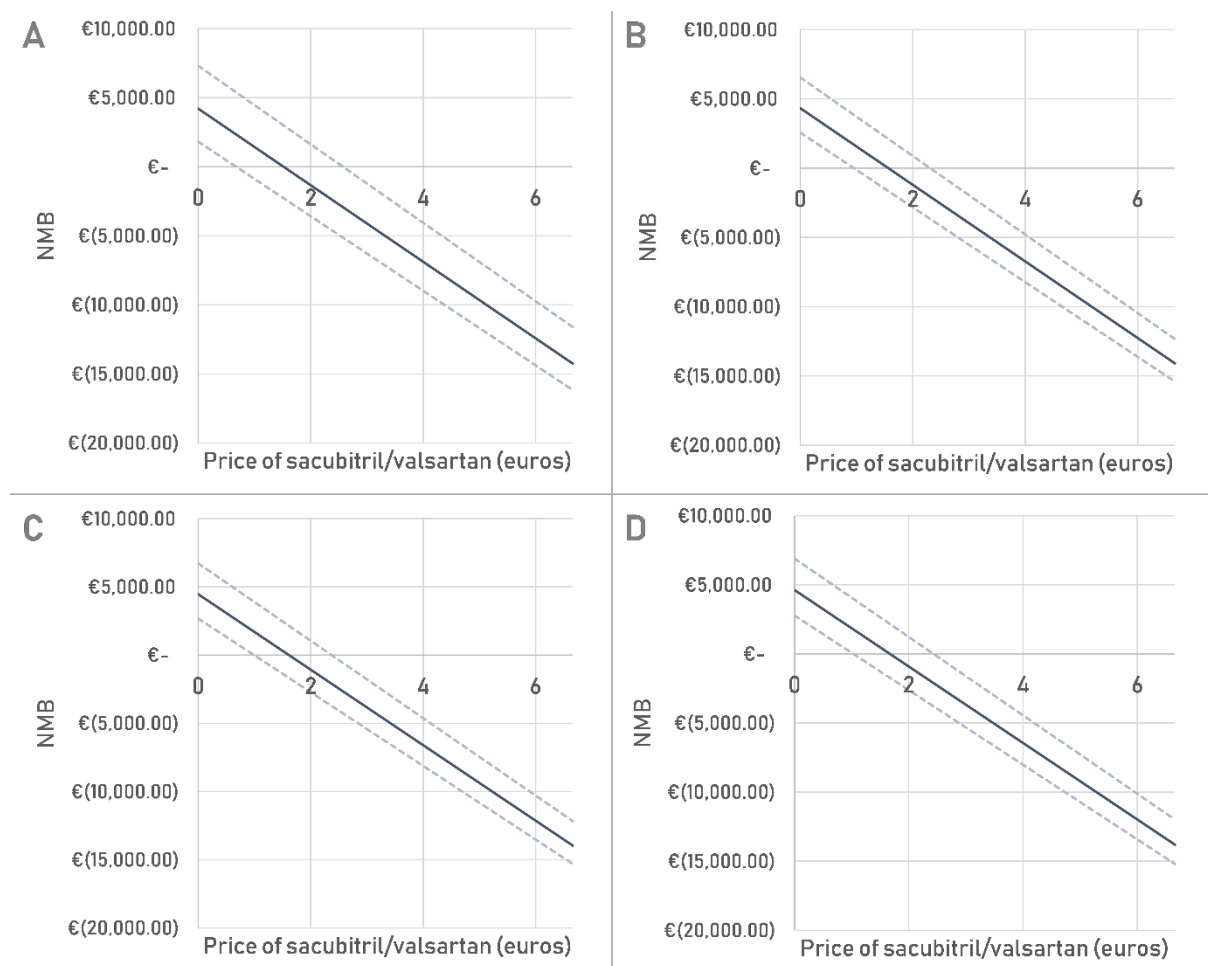 A
€10,000.00
€5,000.00
€-
€(5,000.00)
€(10,000.00)
€(15,000.00)
€(20,000.00)
NMB
0 2 4 6
Price of sacubitril/valsartan (euros)
B
€10,000.00
€5,000.00
€-
€(5,000.00)
€(10,000.00)
€(15,000.00)
€(20,000.00)
NMB
0 2 4 6
Price of sacubitril/valsartan (euros)
C
€10,000.00
€5,000.00
€-
€(5,000.00)
€(10,000.00)
€(15,000.00)
€(20,000.00)
NMB
0 2 4 6
Price of sacubitril/valsartan (euros)
D
€10,000.00
€5,000.00
€-
€(5,000.00)
€(10,000.00)
€(15,000.00)
€(20,000.00)
NMB
0 2 4 6
Price of sacubitril/valsartan (euros)